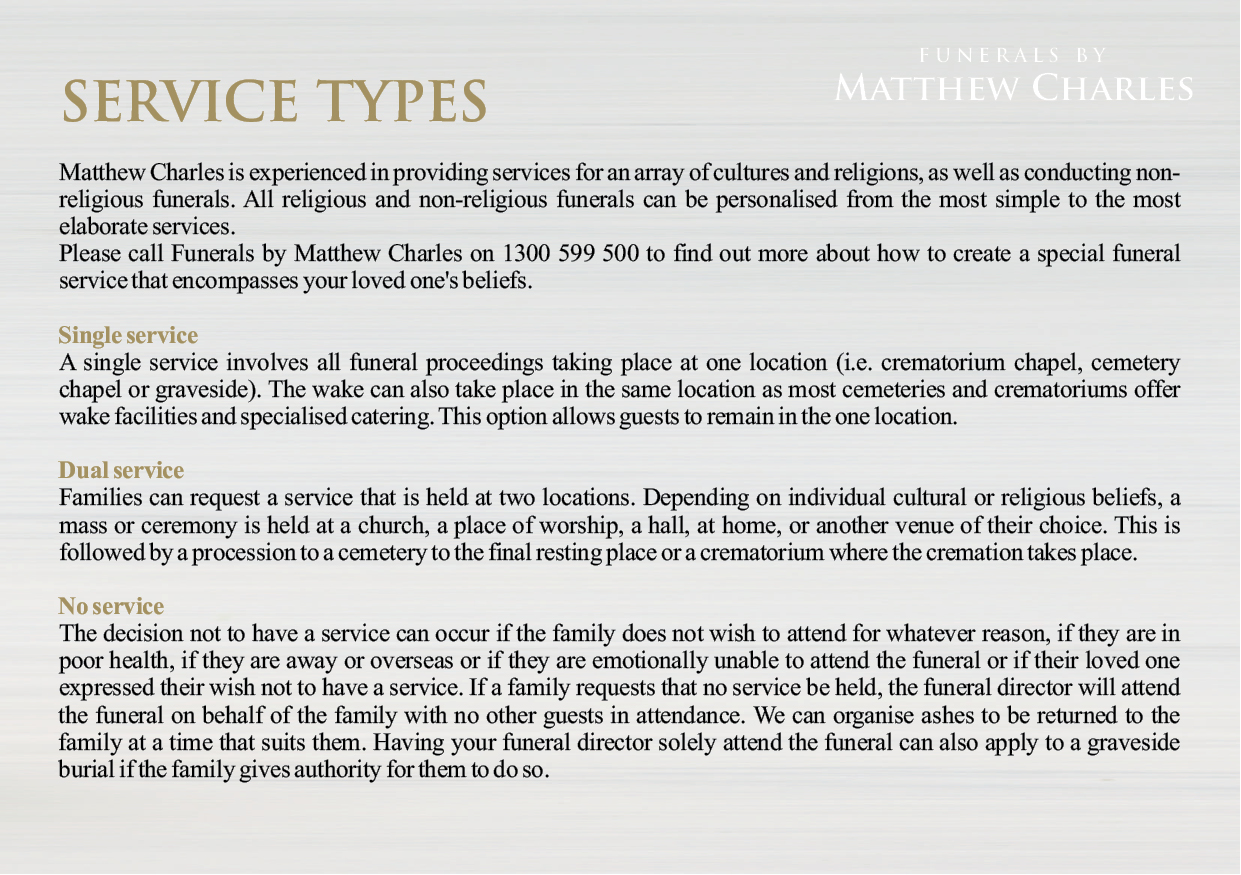 FUNERALS BY
MATTHEW CHARLES
SERVICE TYPES
Matthew Charles is experienced in providing services for an array of cultures and religions, as well as conducting non-
religious funerals. All religious and non-religious funerals can be personalised from the most simple to the most
elaborate services.
Please call Funerals by Matthew Charles on 1300 599 500 to find out more about how to create a special funeral
service that encompasses your loved one's beliefs.
Single service
A single service involves all funeral proceedings taking place at one location (i.e. crematorium chapel, cemetery
chapel or graveside). The wake can also take place in the same location as most cemeteries and crematoriums offer
wake facilities and specialised catering. This option allows guests to remain in the one location.
Dual service
Families can request a service that is held at two locations. Depending on individual cultural or religious beliefs, a
mass or ceremony is held at a church, a place of worship, a hall, at home, or another venue of their choice. This is
followed by a procession to a cemetery to the final resting place or a crematorium where the cremation takes place.
No service
The decision not to have a service can occur if the family does not wish to attend for whatever reason, if they are in
poor health, if they are away or overseas or if they are emotionally unable to attend the funeral or if their loved one
expressed their wish not to have a service. If a family requests that no service be held, the funeral director will attend
the funeral on behalf of the family with no other guests in attendance. We can organise ashes to be returned to the
family at a time that suits them. Having your funeral director solely attend the funeral can also apply to a graveside
burial if the family gives authority for them to do so.